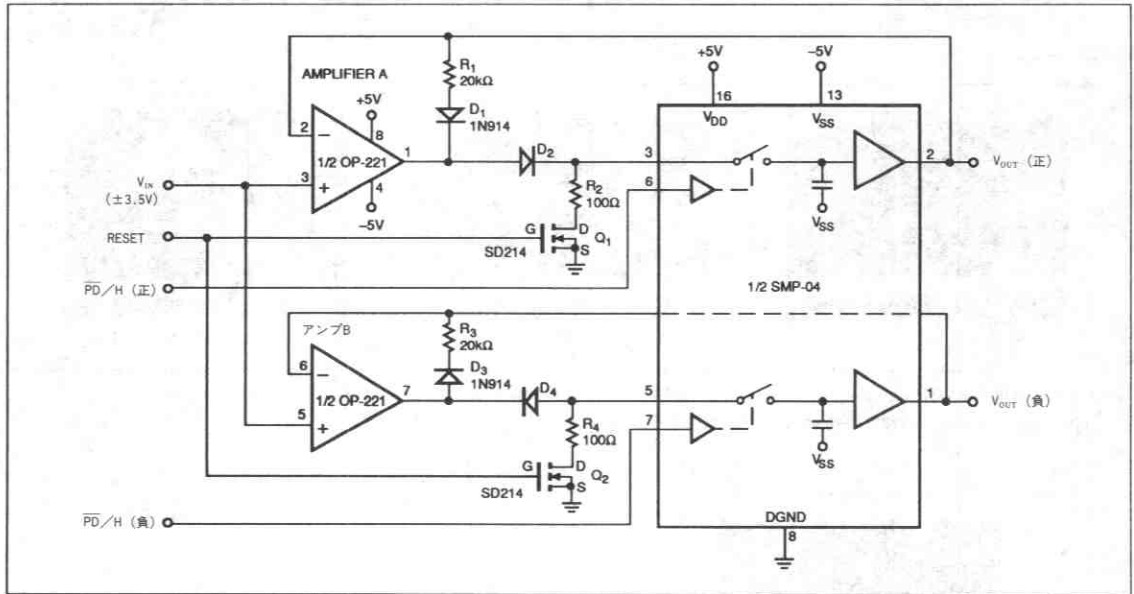 AMPLIFIER A
+5V
8
2
−
1/2 OP-221
1
3
+
4
−5V
R1
20kΩ
D1
1N914
D2
R2
100Ω
G
D
S
Q1
SD214
VIN
(±3.5V)
RESET
PD/H (正)
+5V
16
VDD
−5V
13
VSS
3
6
2
VOUT (正)
VSS
1/2 SMP-04
アンプB
6
−
1/2 OP-221
7
5
+
R3
20kΩ
D3
1N914
D4
R4
100Ω
G
D
S
Q2
SD214
5
7
1
VOUT (負)
VSS
PD/H (負)
DGND
8